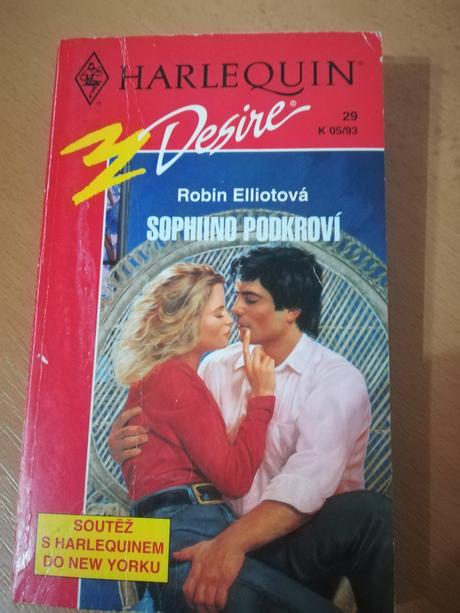 HARLEQUIN®
Desire®
29
K 05/93
Robin Elliotová
SOPHIINO PODKROVÍ
SOUTĚŽ
S HARLEQUINEM
DO NEW YORKU